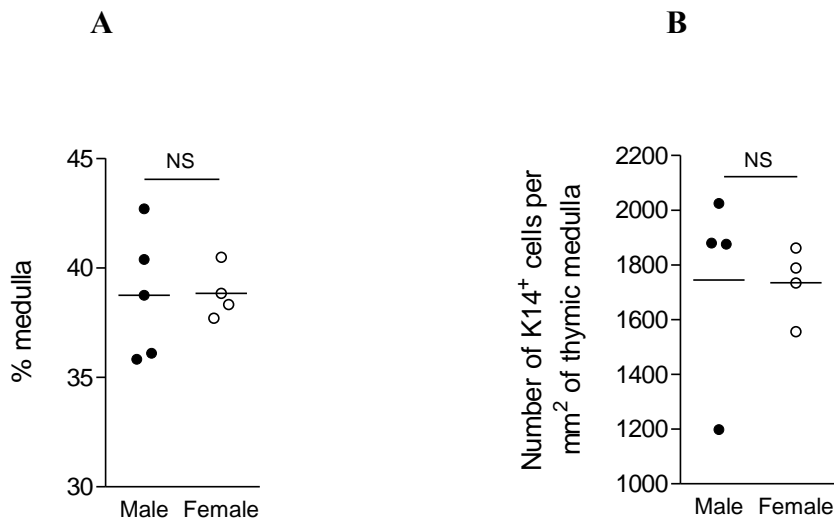 A
% medulla
45
40
35
30
NS
Male Female
B
Number of K14⁺ cells per
mm² of thymic medulla
2200
2000
1800
1600
1400
1200
1000
NS
Male Female